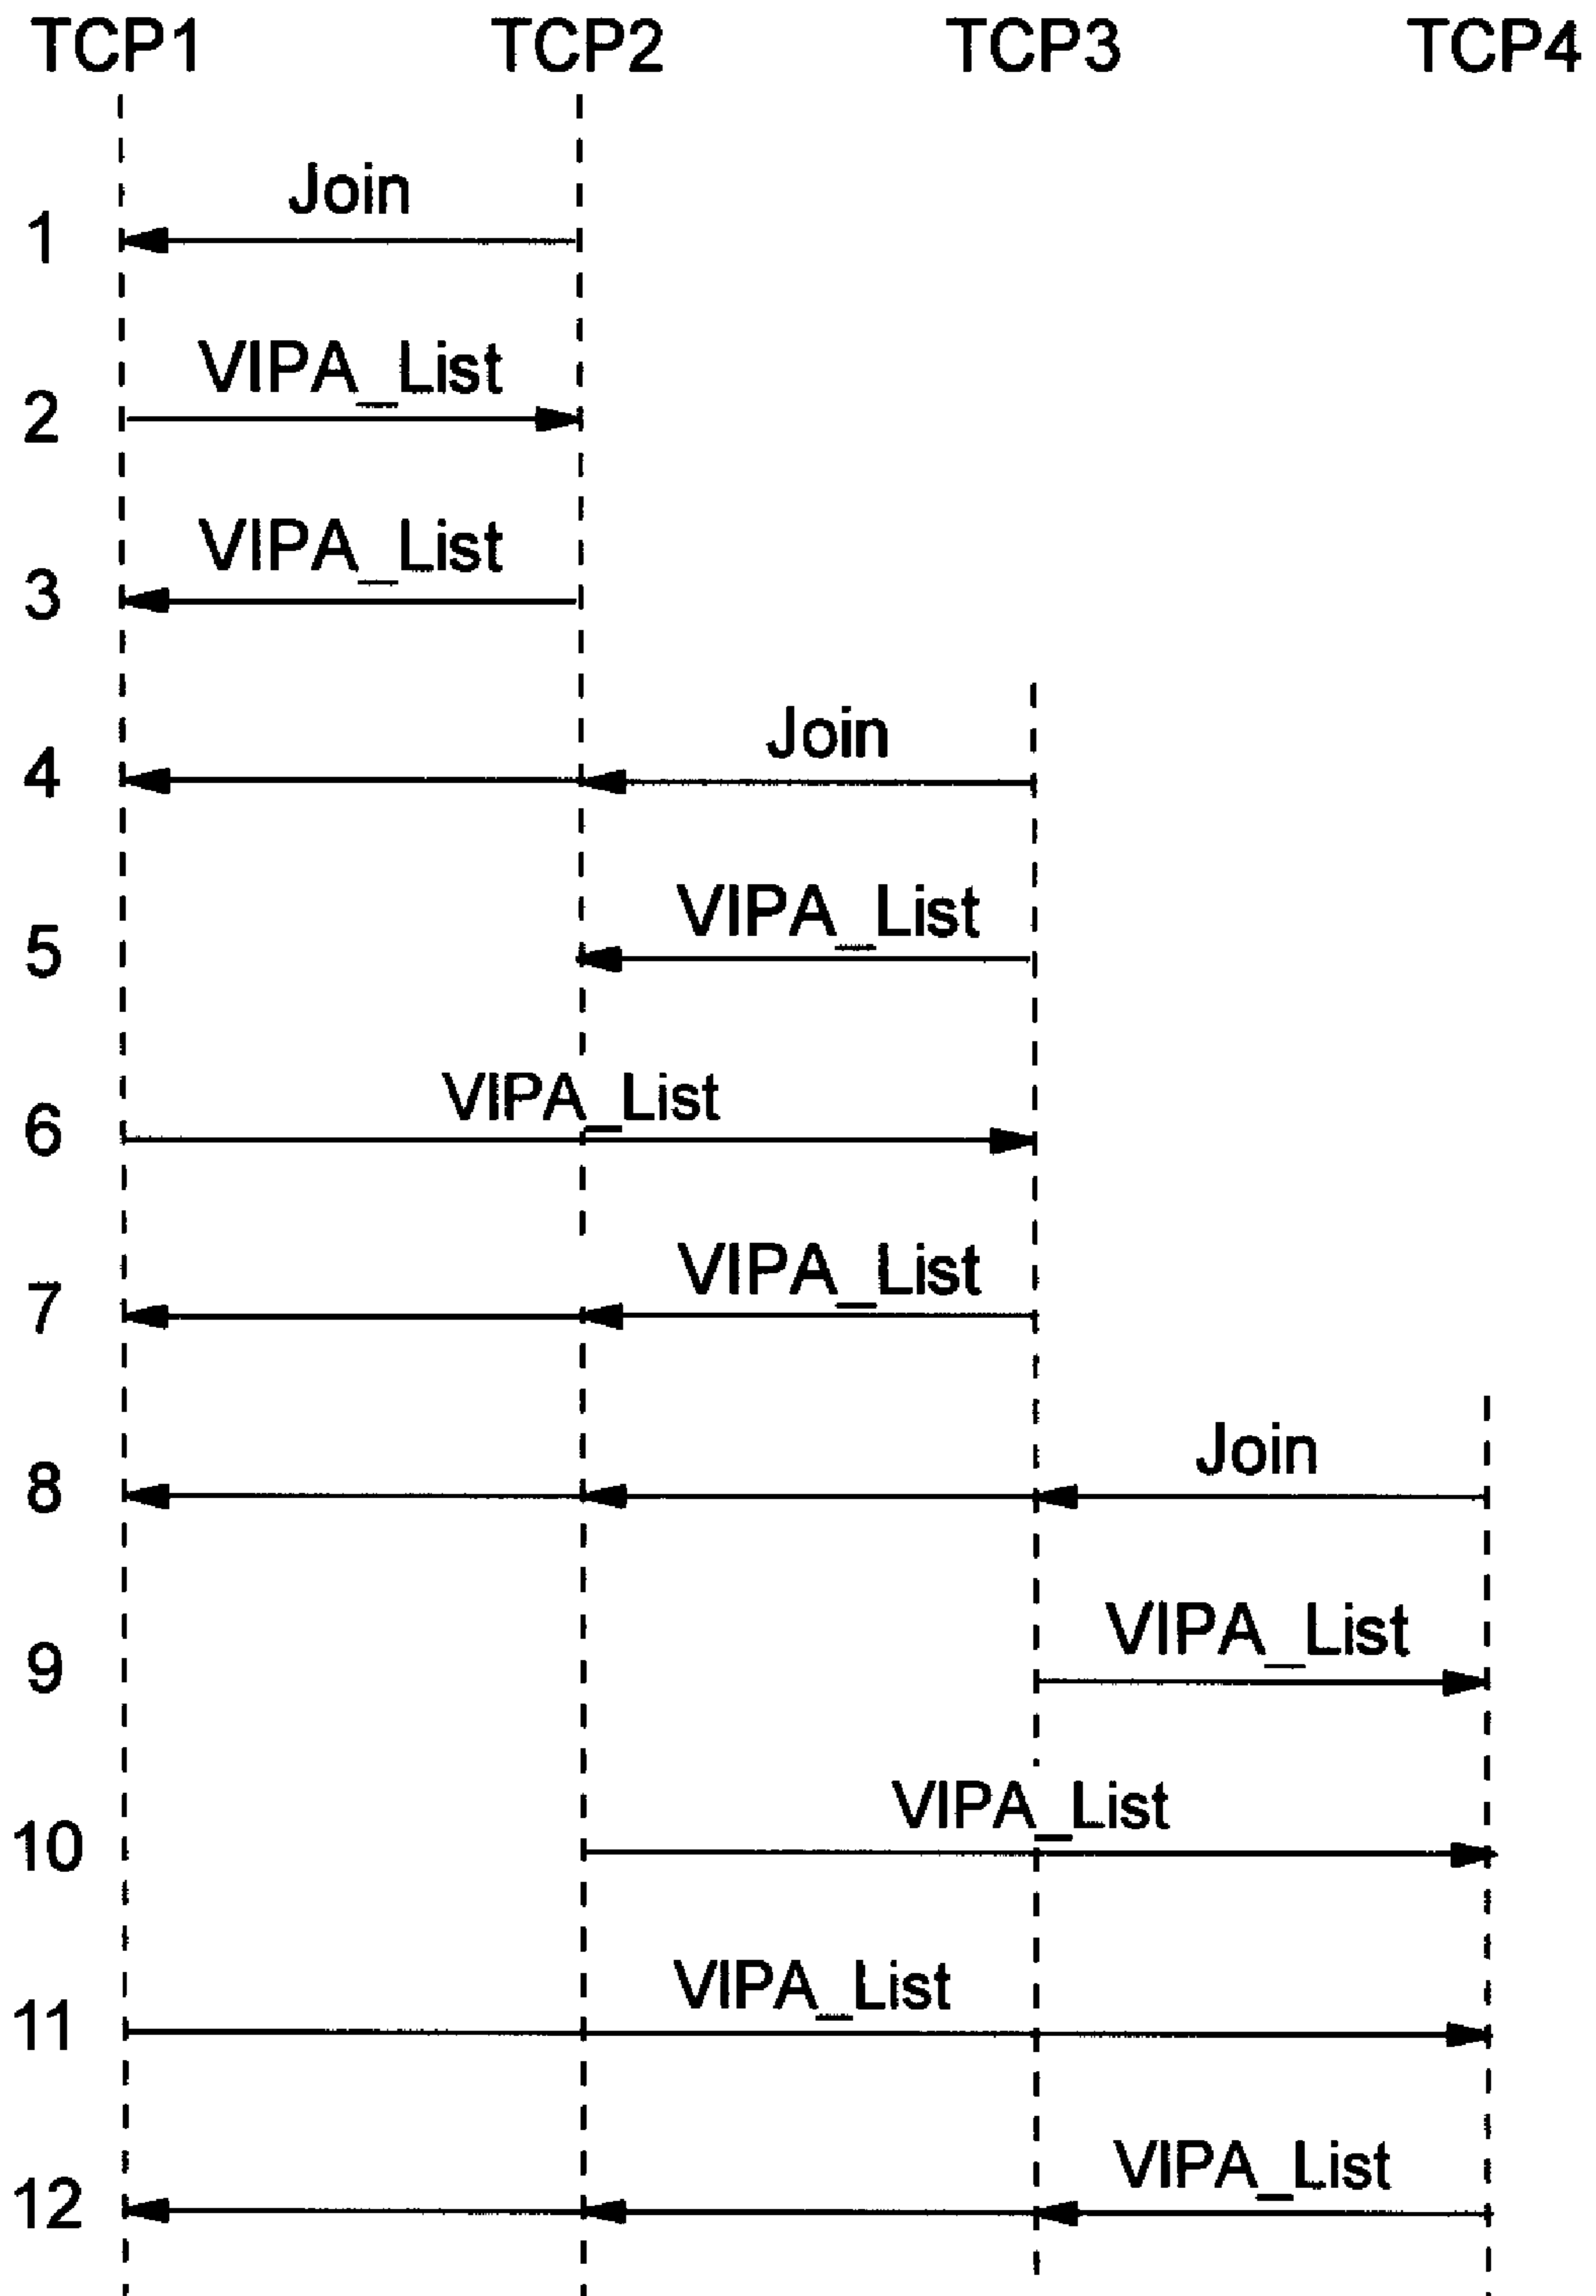 TCP1 TCP2 TCP3 TCP4
Join
1
VIPA_List
2
VIPA_List
3
Join
4
VIPA_List
5
VIPA_List
6
VIPA_List
7
Join
8
VIPA_List
9
VIPA_List
10
VIPA_List
11
VIPA_List
12